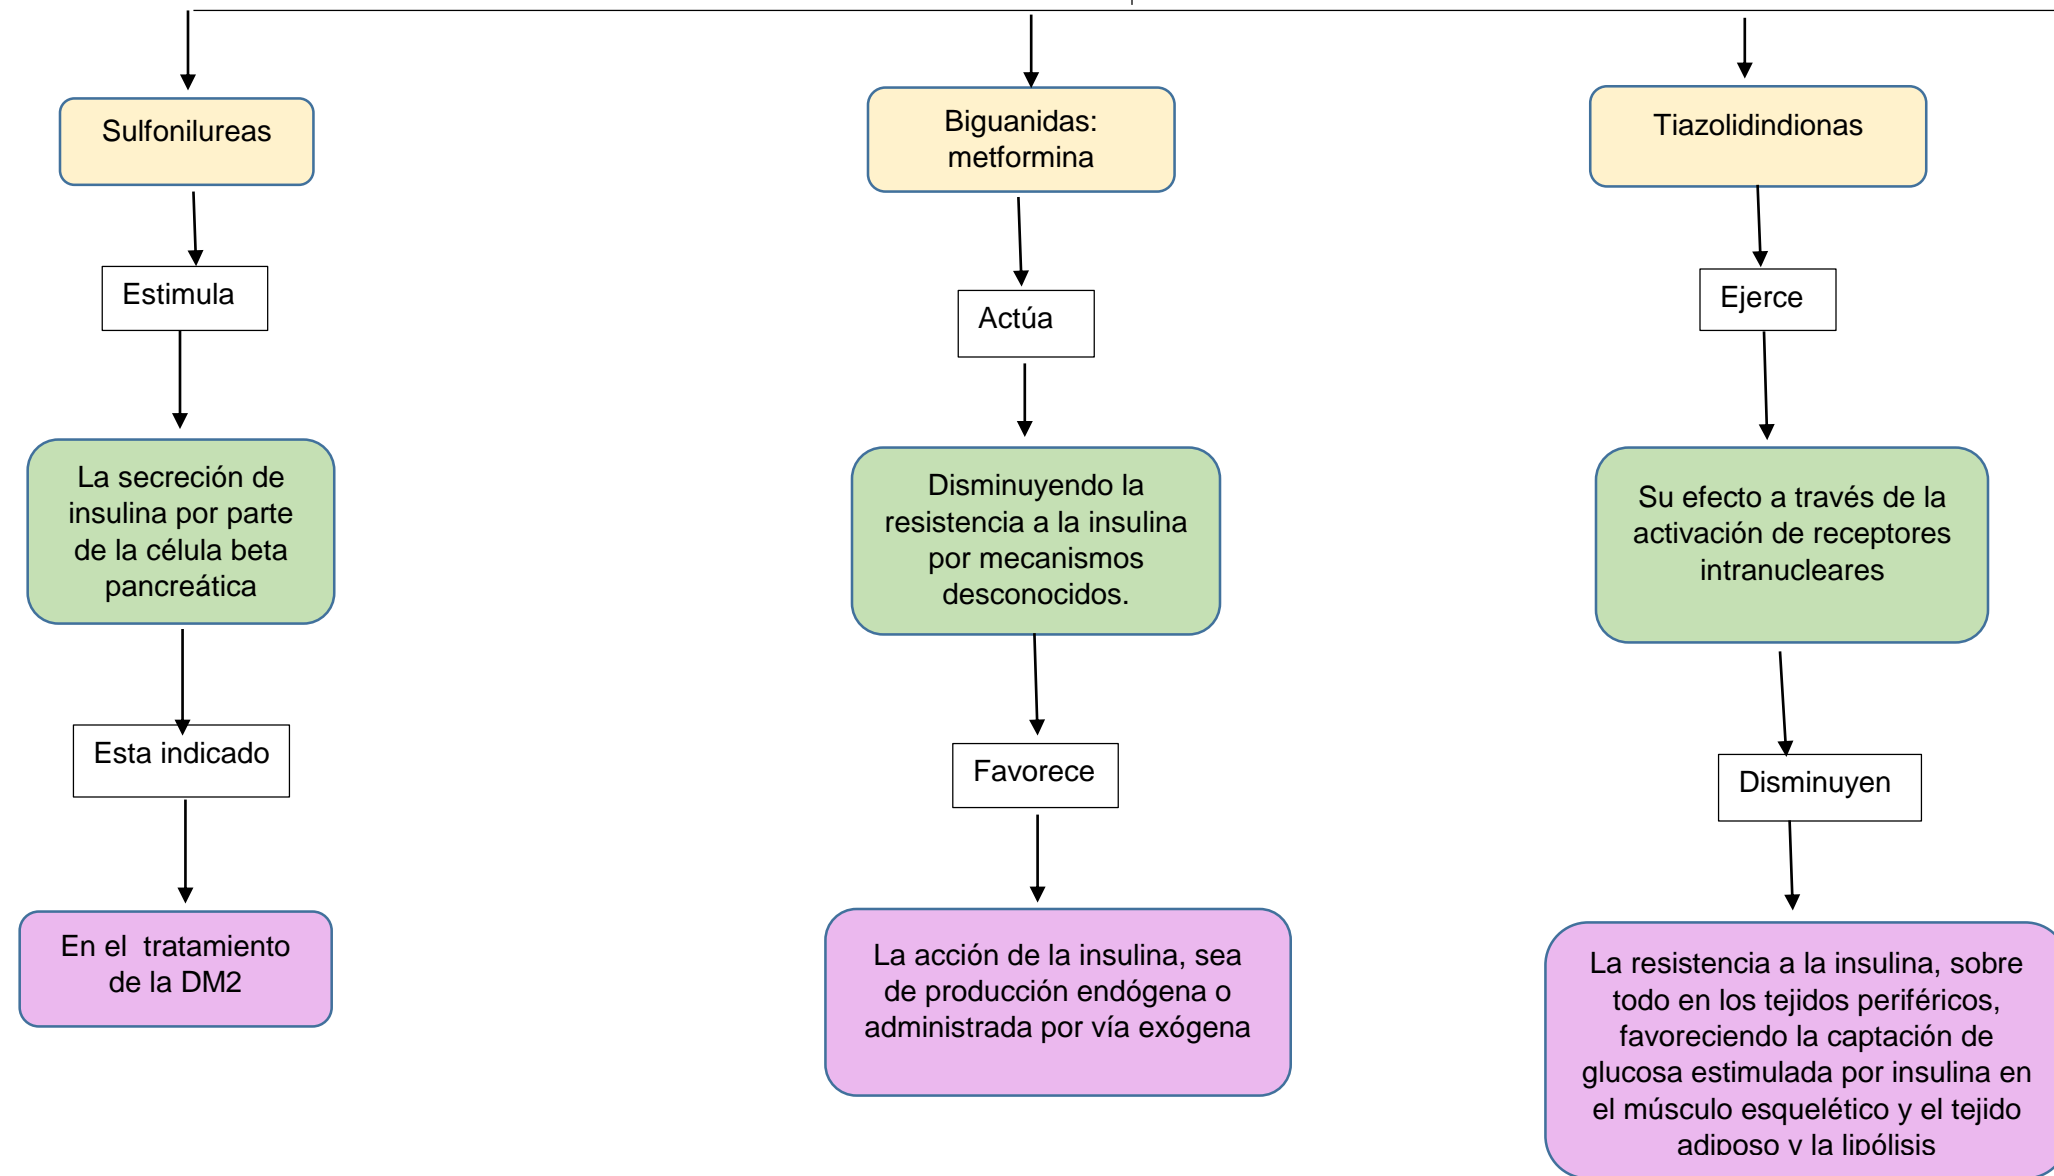 Sulfonilureas
Estimula
La secreción de
insulina por parte
de la célula beta
pancreática
Esta indicado
En el  tratamiento
de la DM2
Biguanidas:
metformina
Actúa
Disminuyendo la
resistencia a la insulina
por mecanismos
desconocidos.
Favorece
La acción de la insulina, sea
de producción endógena o
administrada por vía exógena
Tiazolidindionas
Ejerce
Su efecto a través de la
activación de receptores
intranucleares
Disminuyen
La resistencia a la insulina, sobre
todo en los tejidos periféricos,
favoreciendo la captación de
glucosa estimulada por insulina en
el músculo esquelético y el tejido
adiposo y la lipólisis